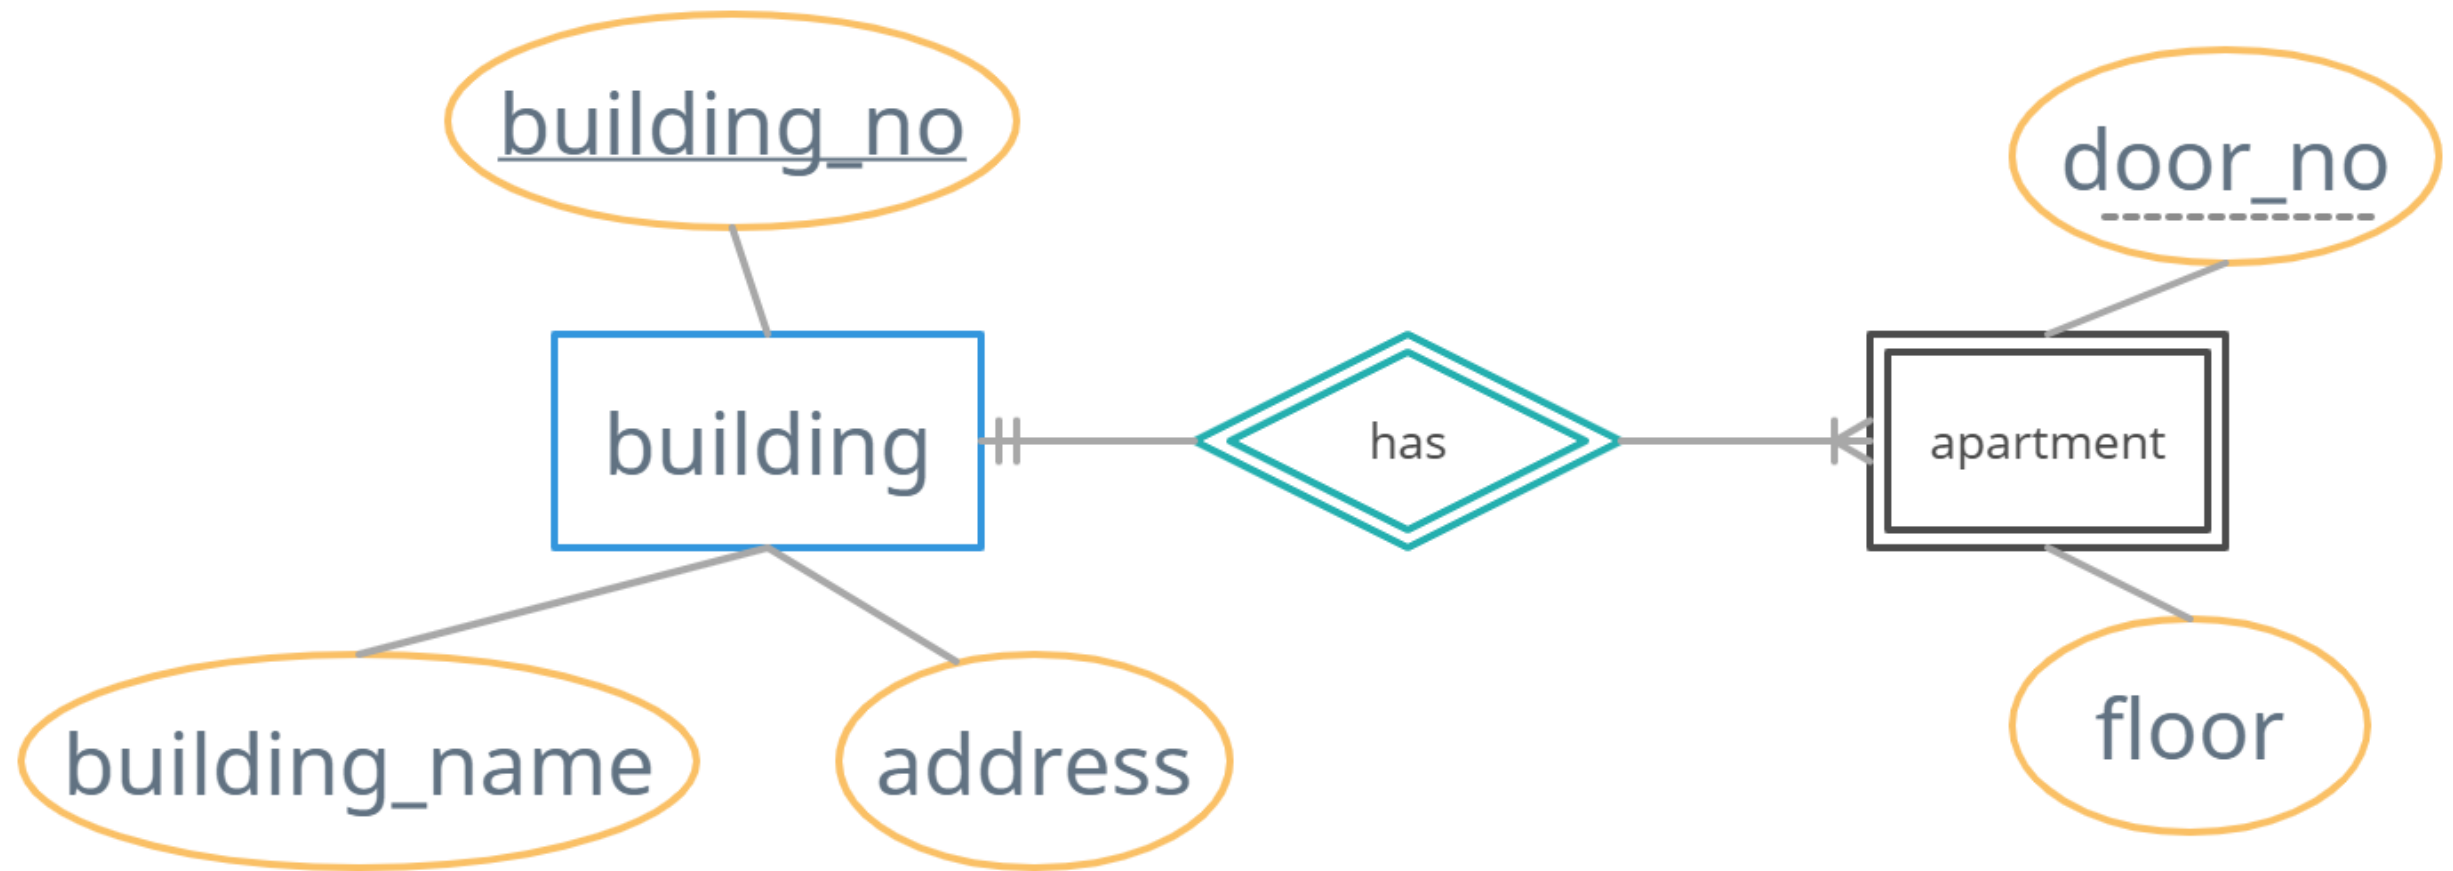 building_no
door_no
building
has
apartment
building_name
address
floor